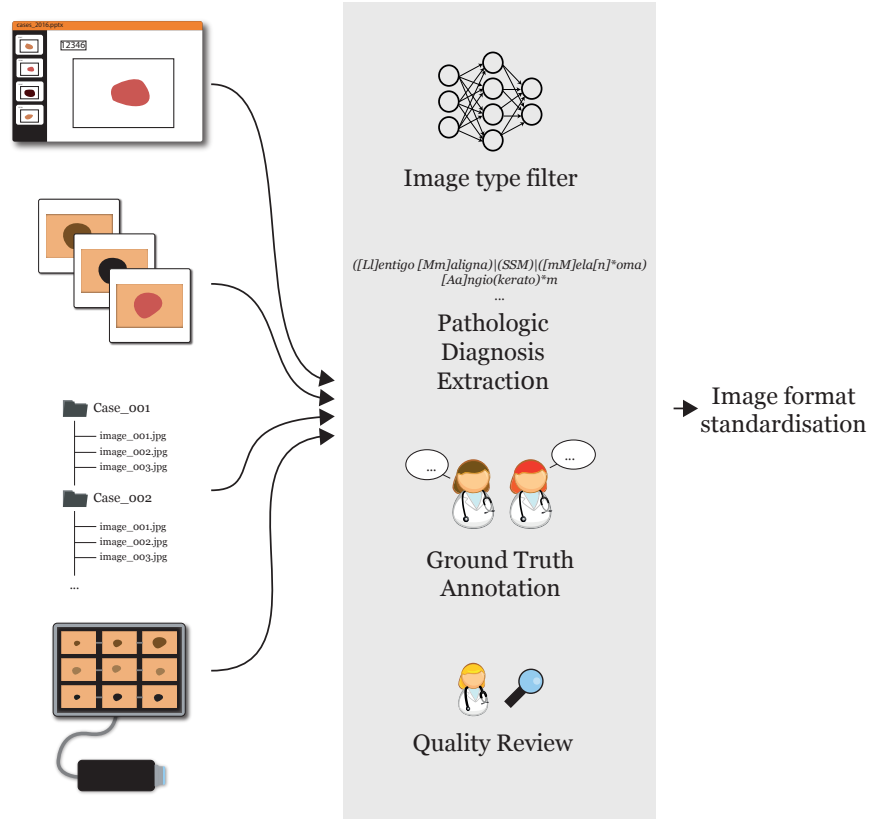 cases_2016.pptx
12346
Image type filter
([Ll]entigo [Mm]aligna)|(SSM)|([mM]ela[n]*oma)
[Aa]ngio(kerato)*m
...
Pathologic
Diagnosis
Extraction
Case_001
image_001.jpg
image_002.jpg
image_003.jpg
Case_002
image_001.jpg
image_002.jpg
image_003.jpg
...
...
...
Ground Truth
Annotation
Quality Review
Image format
standardisation